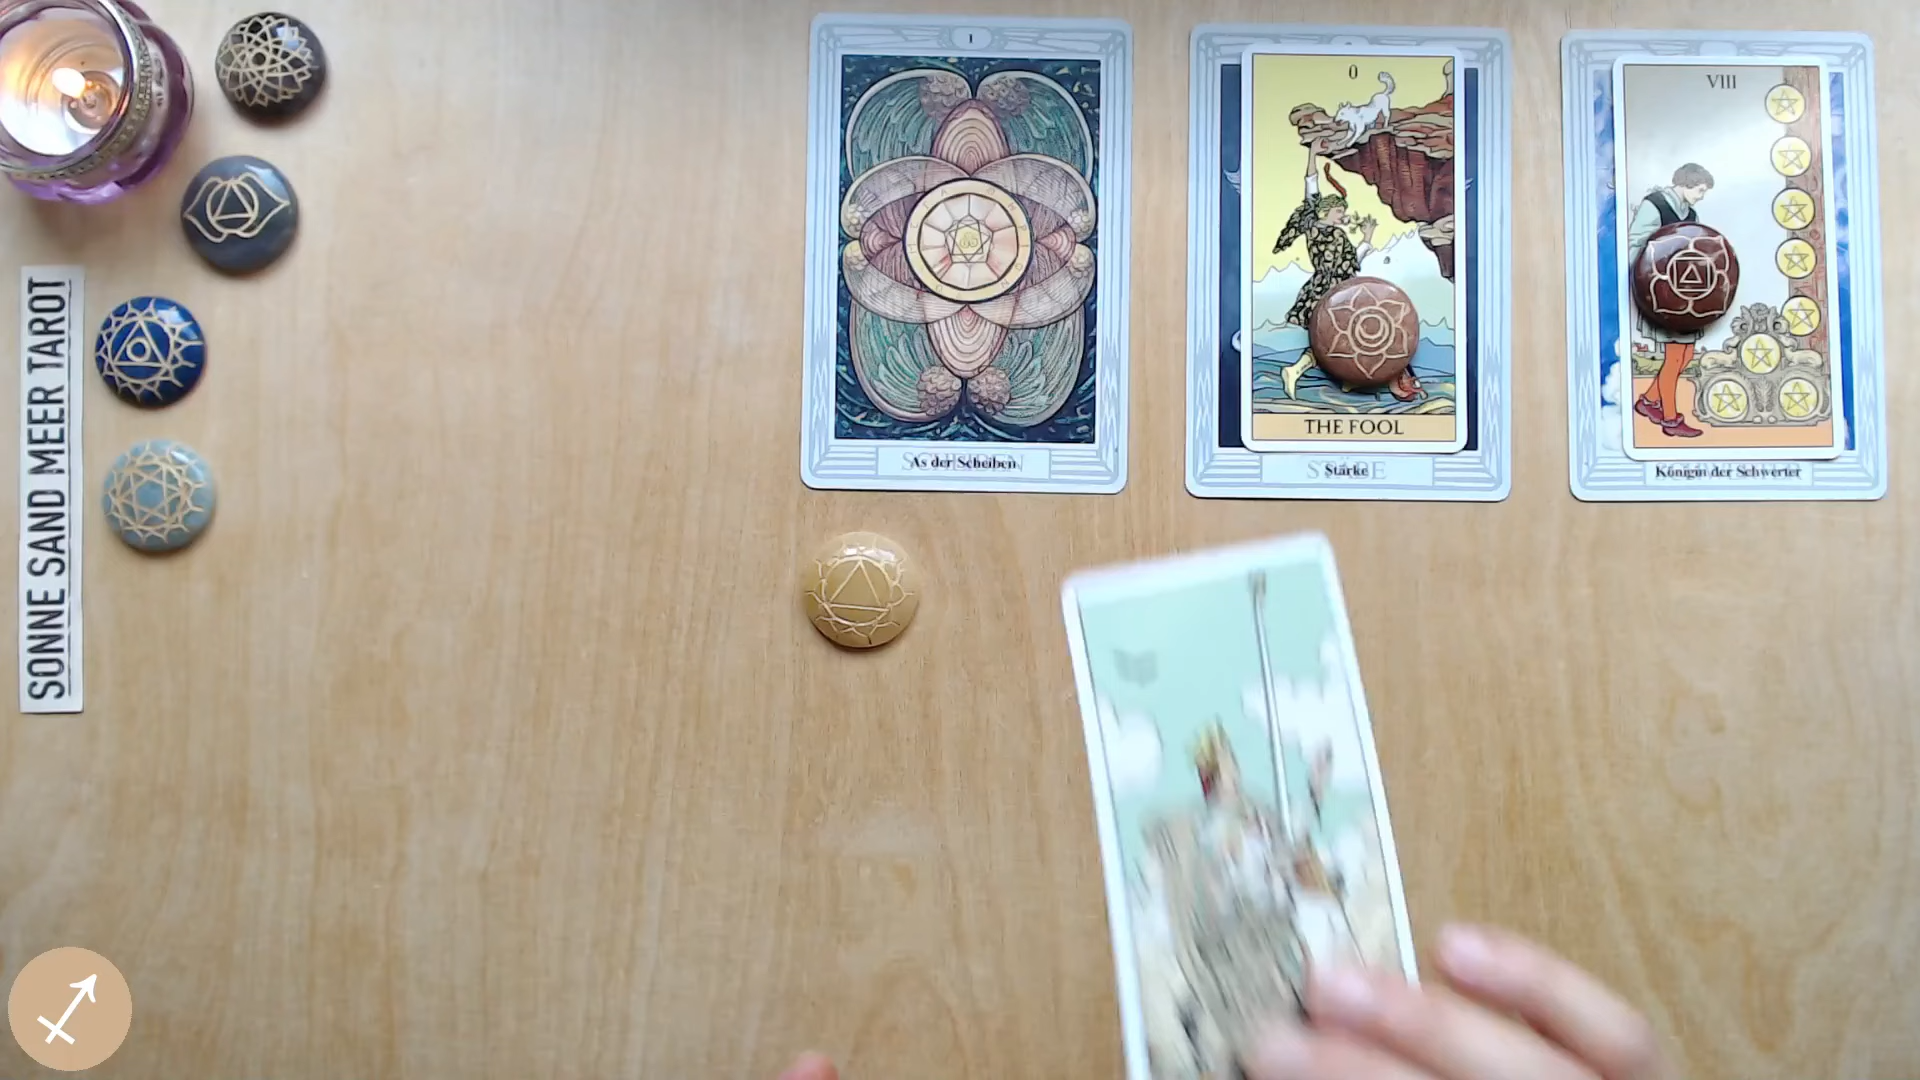 SONNE SAND MEER TAROT
I
As der Scheiben
0
THE FOOL
Stärke
VIII
Königin der Schwerter